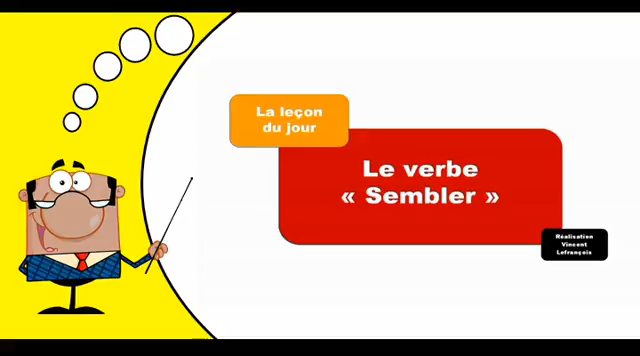 La leçon
du jour
Le verbe
« Sembler »
Réalisation
Vincent
Lefrançois